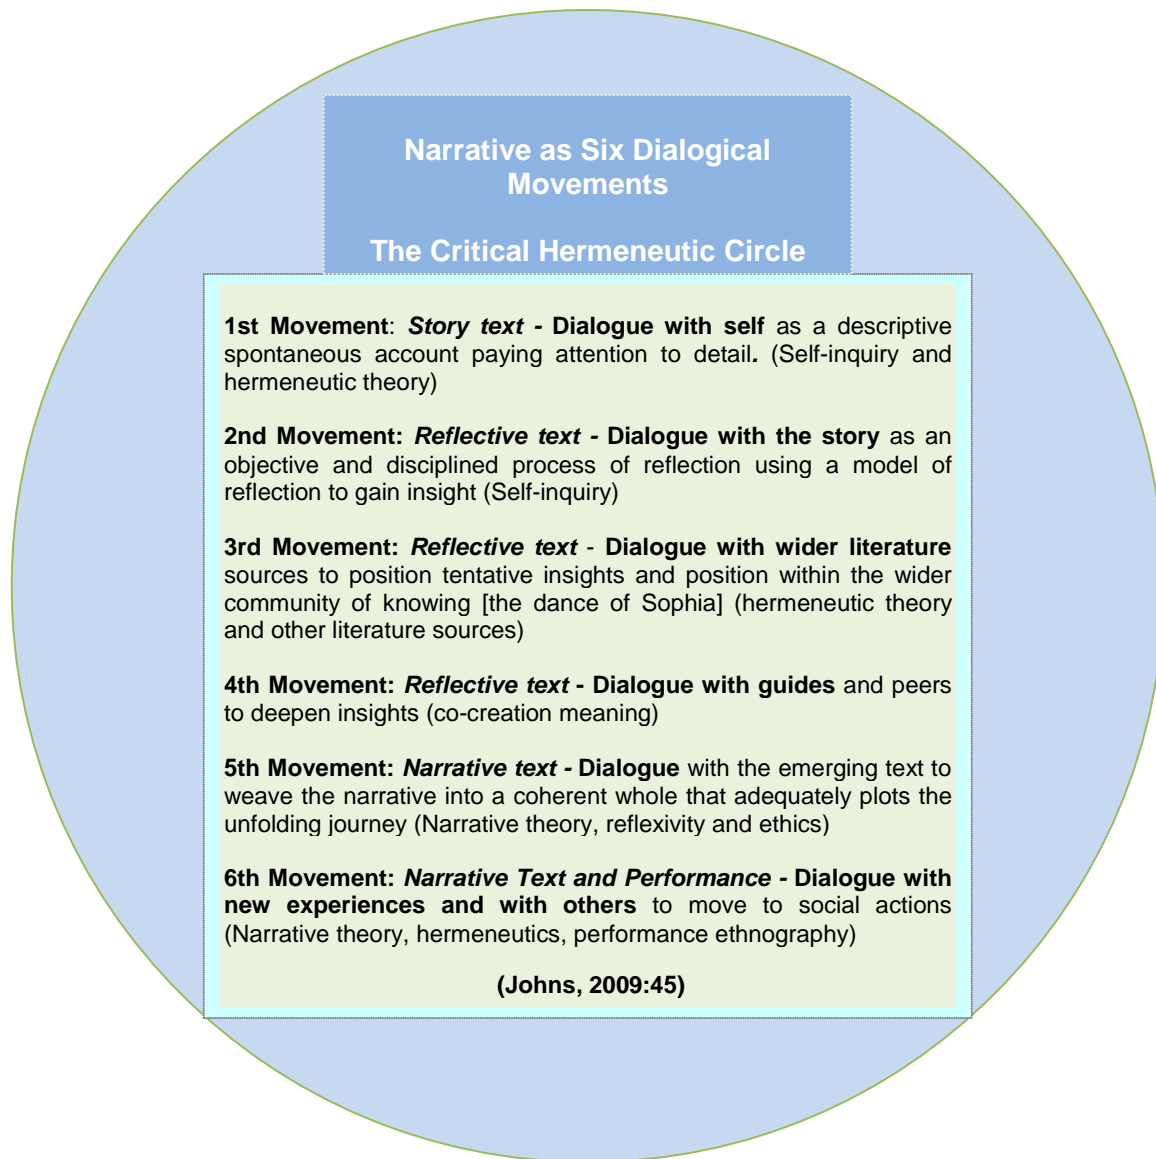 Narrative as Six Dialogical
Movements
The Critical Hermeneutic Circle
1st Movement: Story text - Dialogue with self as a descriptive
spontaneous account paying attention to detail. (Self-inquiry and
hermeneutic theory)
2nd Movement: Reflective text - Dialogue with the story as an
objective and disciplined process of reflection using a model of
reflection to gain insight (Self-inquiry)
3rd Movement: Reflective text - Dialogue with wider literature
sources to position tentative insights and position within the wider
community of knowing [the dance of Sophia] (hermeneutic theory
and other literature sources)
4th Movement: Reflective text - Dialogue with guides and peers
to deepen insights (co-creation meaning)
5th Movement: Narrative text - Dialogue with the emerging text to
weave the narrative into a coherent whole that adequately plots the
unfolding journey (Narrative theory, reflexivity and ethics)
6th Movement: Narrative Text and Performance - Dialogue with
new experiences and with others to move to social actions
(Narrative theory, hermeneutics, performance ethnography)
(Johns, 2009:45)